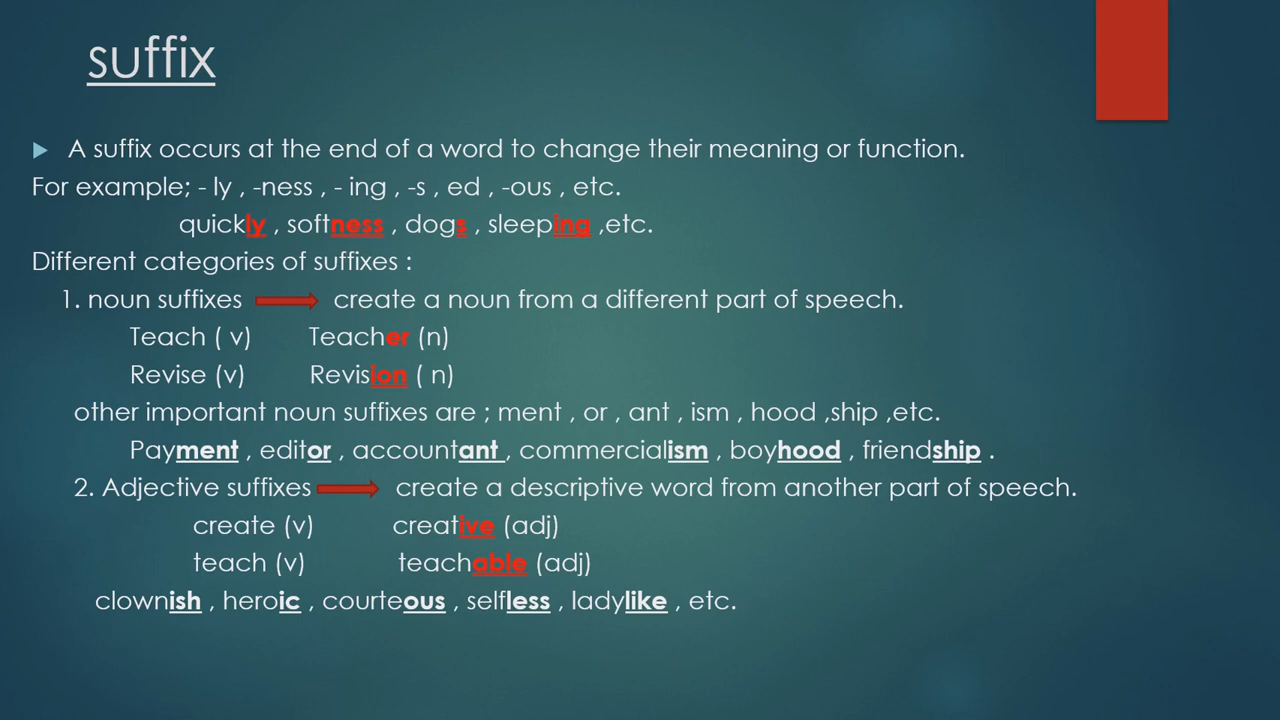 suffix
A suffix occurs at the end of a word to change their meaning or function.
For example; - ly , -ness , - ing , -s , ed , -ous , etc.
quickly , softness , dogs , sleeping ,etc.
Different categories of suffixes :
1. noun suffixes create a noun from a different part of speech.
Teach ( v) Teacher (n)
Revise (v) Revision ( n)
other important noun suffixes are ; ment , or , ant , ism , hood ,ship ,etc.
Payment , editor , accountant , commercialism , boyhood , friendship .
2. Adjective suffixes create a descriptive word from another part of speech.
create (v) creative (adj)
teach (v) teachable (adj)
clownish , heroic , courteous , selfless , ladylike , etc.